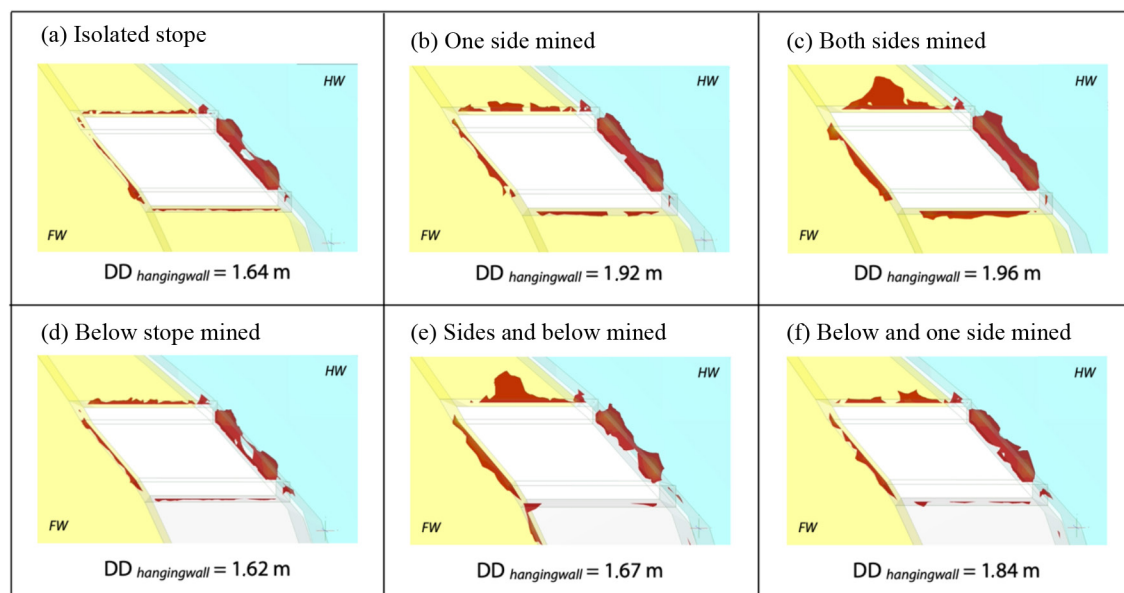 (a) Isolated stope
HW
FW
DD hangingwall = 1.64 m
(b) One side mined
HW
FW
DD hangingwall = 1.92 m
(c) Both sides mined
HW
FW
DD hangingwall = 1.96 m
(d) Below stope mined
HW
FW
DD hangingwall = 1.62 m
(e) Sides and below mined
HW
FW
DD hangingwall = 1.67 m
(f) Below and one side mined
HW
FW
DD hangingwall = 1.84 m